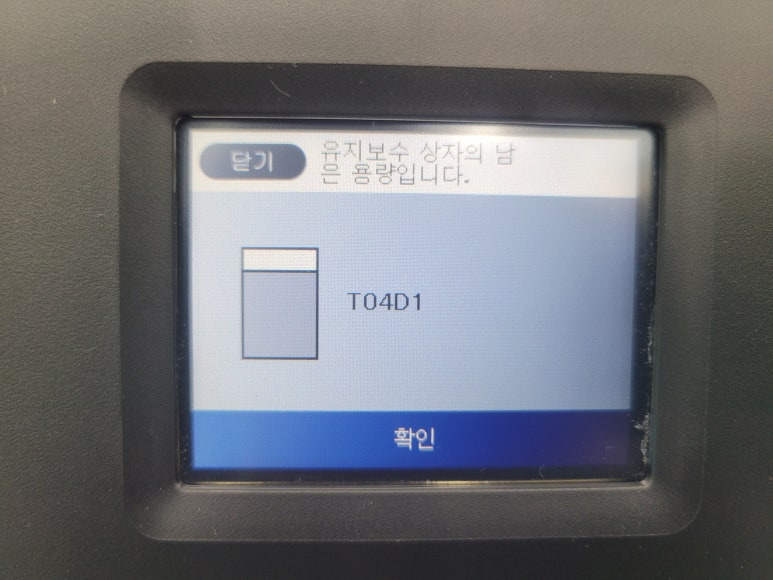 닫기
유지보수 상자의 남
은 용량입니다.
T04D1
확인